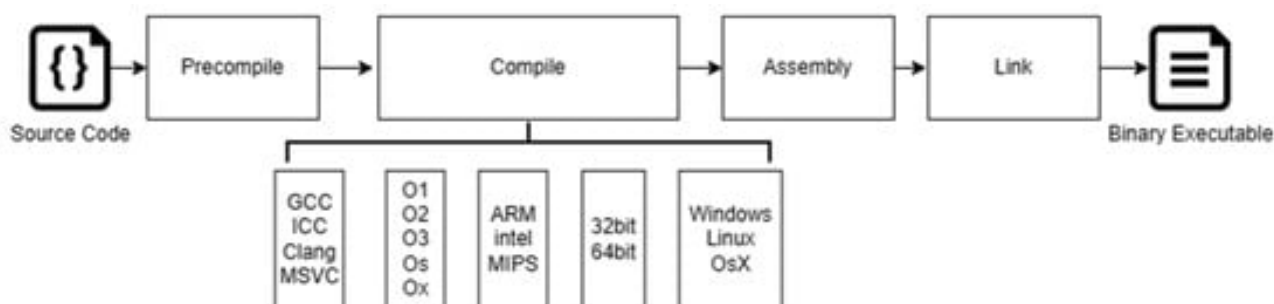 {}
Precompile
Compile
Assembly
Link
Source Code
Binary Executable
GCC
ICC
Clang
MSVC
O1
O2
O3
Os
Ox
ARM
intel
MIPS
32bit
64bit
Windows
Linux
OsX